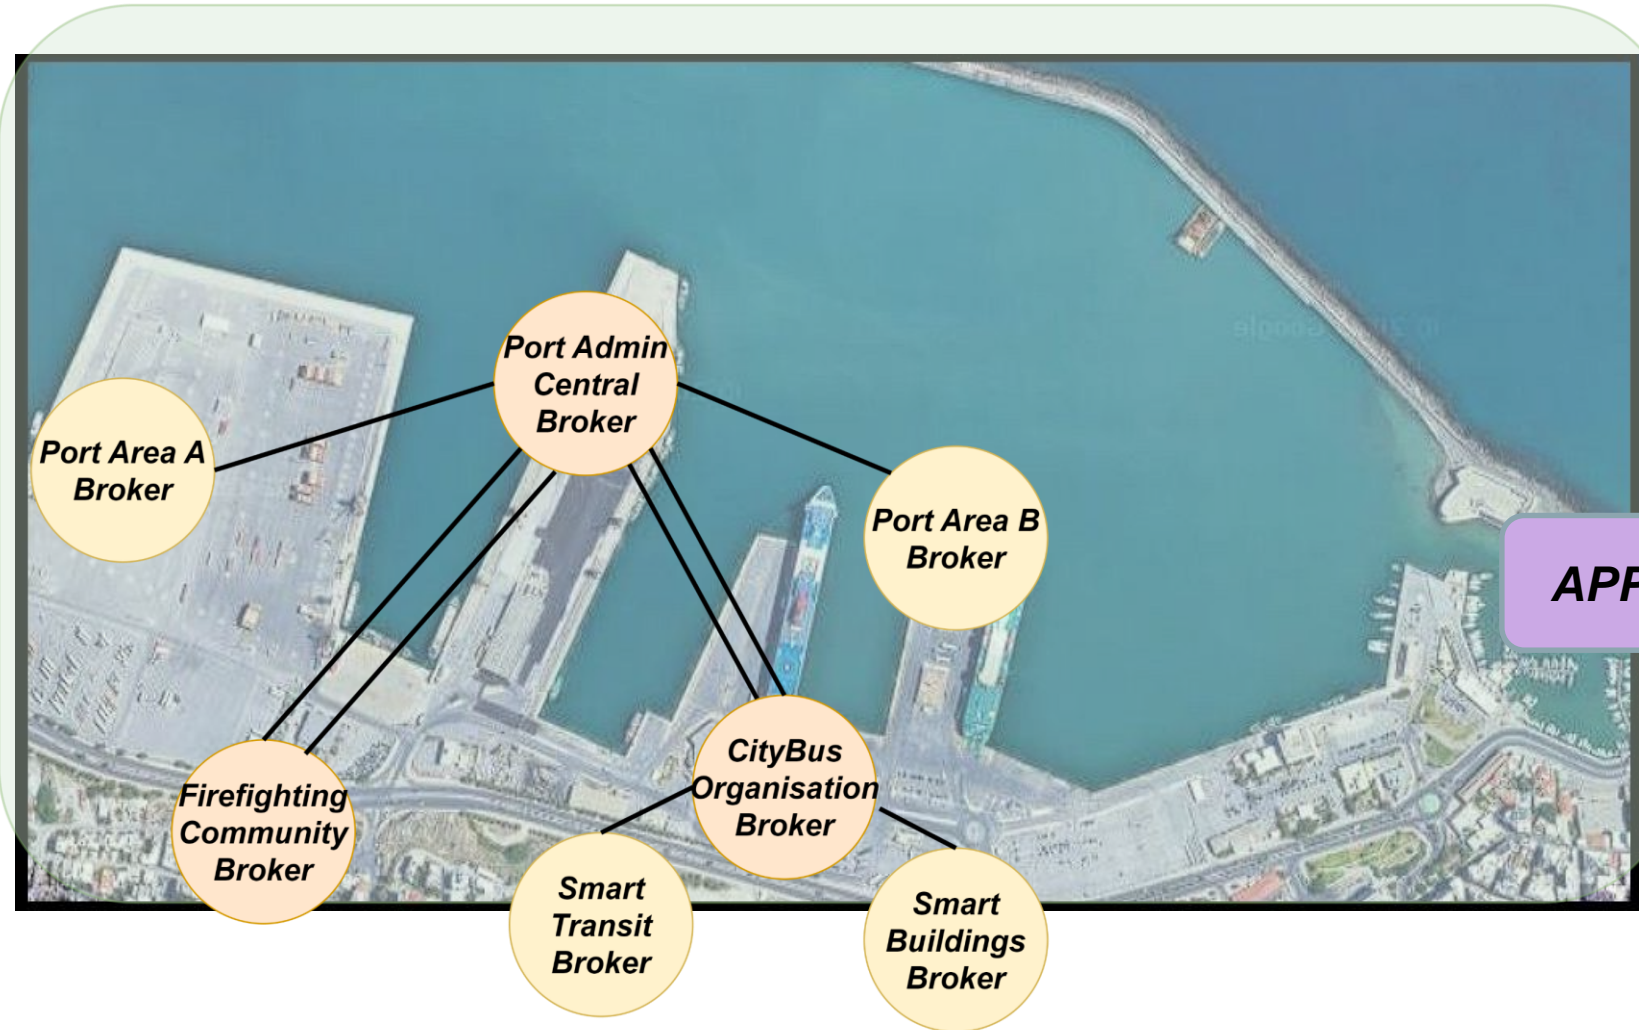 Port Admin
Central
Broker
Port Area A
Broker
Port Area B
Broker
APP
CityBus
Organisation
Broker
Firefighting
Community
Broker
Smart
Transit
Broker
Smart
Buildings
Broker